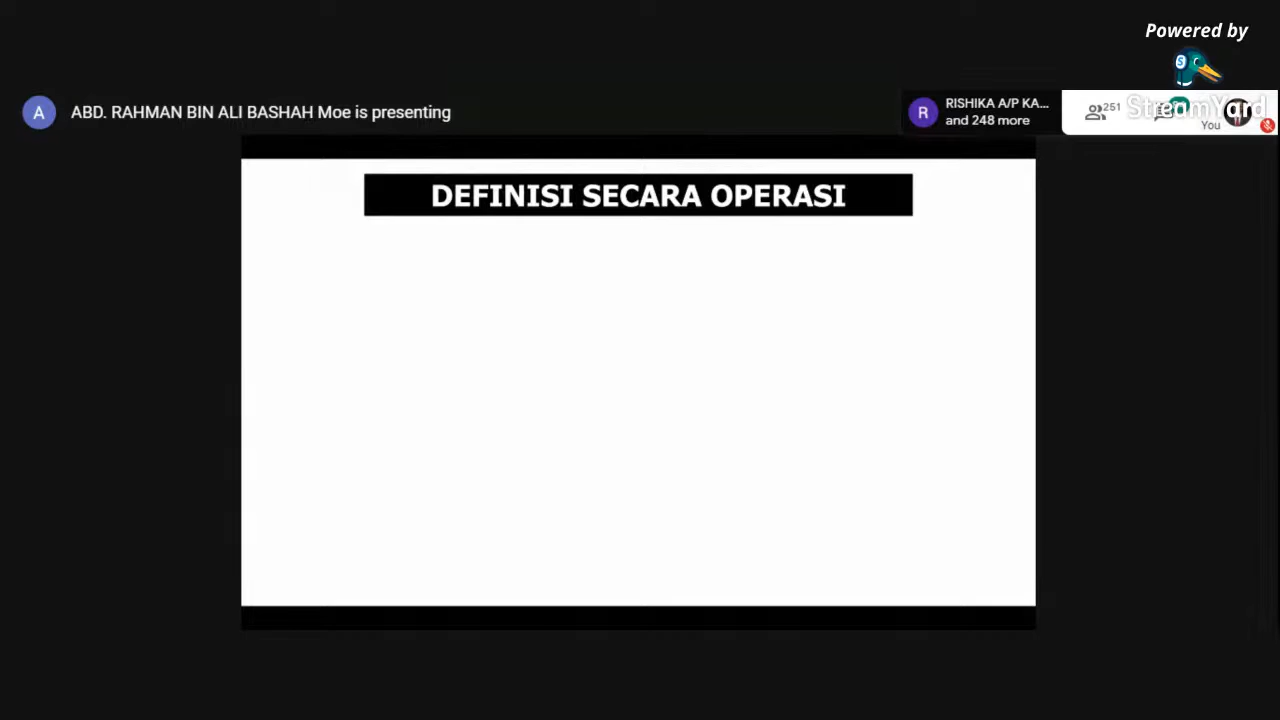 Powered by
S
StreamYard
A
ABD. RAHMAN BIN ALI BASHAH Moe is presenting
R
RISHIKA A/P KA...
and 248 more
251
You
DEFINISI SECARA OPERASI